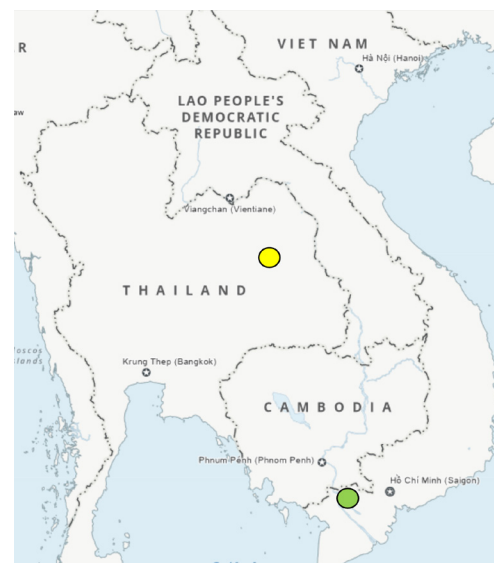 R
VIET NAM
Hà Nội (Hanoi)
LAO PEOPLE'S
DEMOCRATIC
REPUBLIC
aw
Viangchan (Vientiane)
THAILAND
Krung Thep (Bangkok)
CAMBODIA
Phnum Penh (Phnom Penh)
Hồ Chí Minh (Saigon)